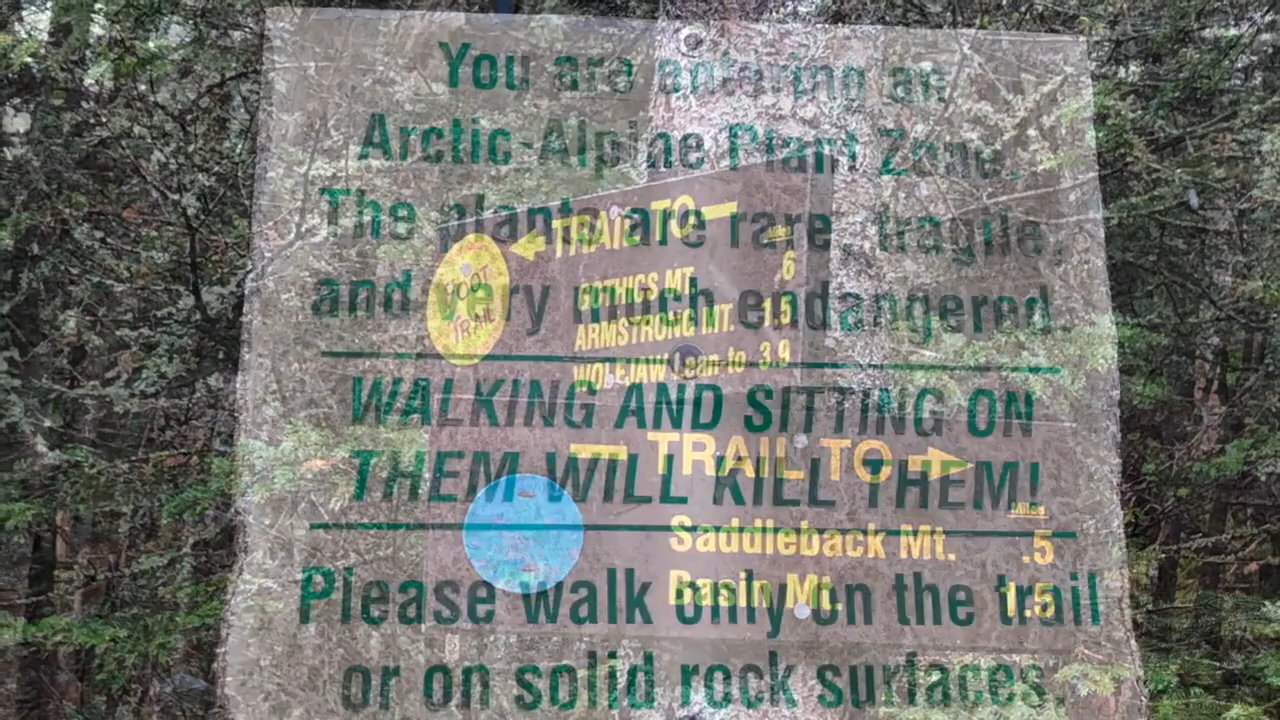 You are entering an
Arctic-Alpine Plant Zone.
The plants are rare, fragile,
and very much endangered
WALKING AND SITTING ON
THEM WILL KILL THEM!
Please walk only on the trail
or on solid rock surfaces.
TRAIL TO
Miles
GOTHICS MT. .6
ARMSTRONG MT. 1.5
WOLFJAW Lean-to 3.9
FOOT
TRAIL
TRAIL TO
Miles
Saddleback Mt. .5
Basin Mt. 1.5